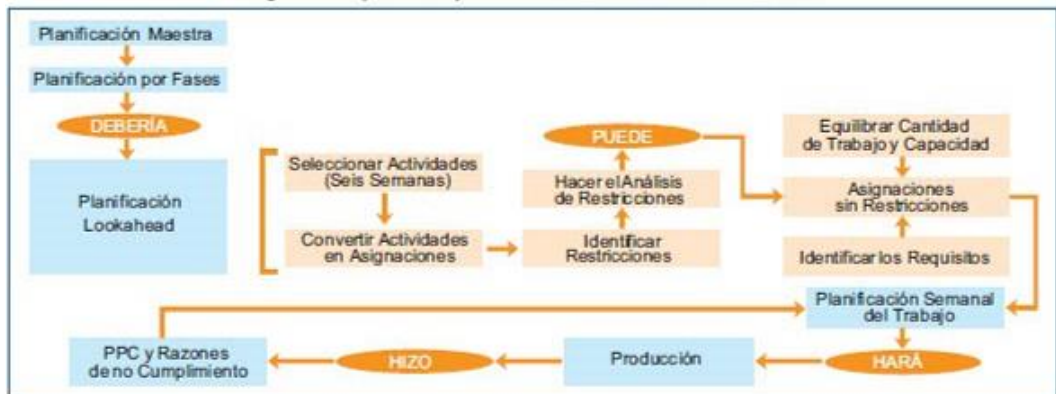 Planificación Maestra
Planificación por Fases
DEBERÍA
Planificación
Lookahead
Seleccionar Actividades
(Seis Semanas)
Convertir Actividades
en Asignaciones
Identificar
Restricciones
Hacer el Análisis
de Restricciones
PUEDE
Equilibrar Cantidad
de Trabajo y Capacidad
Asignaciones
sin Restricciones
Identificar los Requisitos
Planificación Semanal
del Trabajo
HARÁ
Producción
HIZO
PPC y Razones
de no Cumplimiento